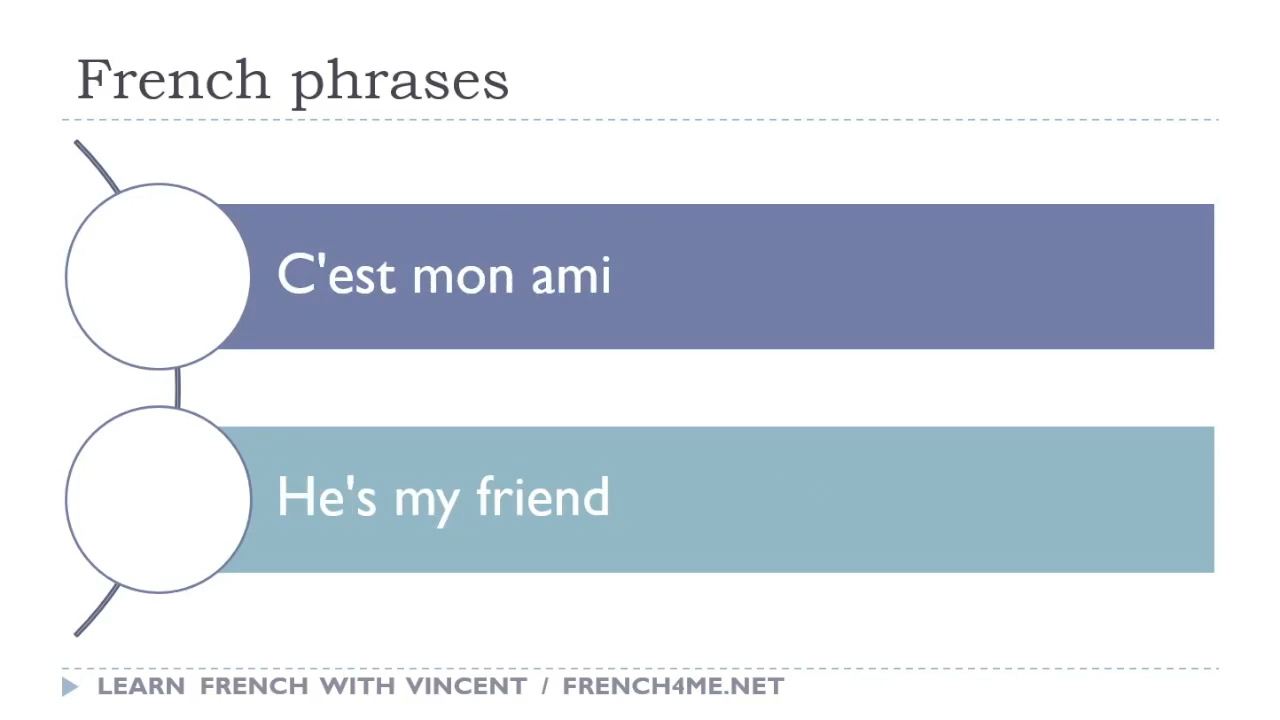 French phrases
C'est mon ami
He's my friend
LEARN FRENCH WITH VINCENT / FRENCH4ME.NET